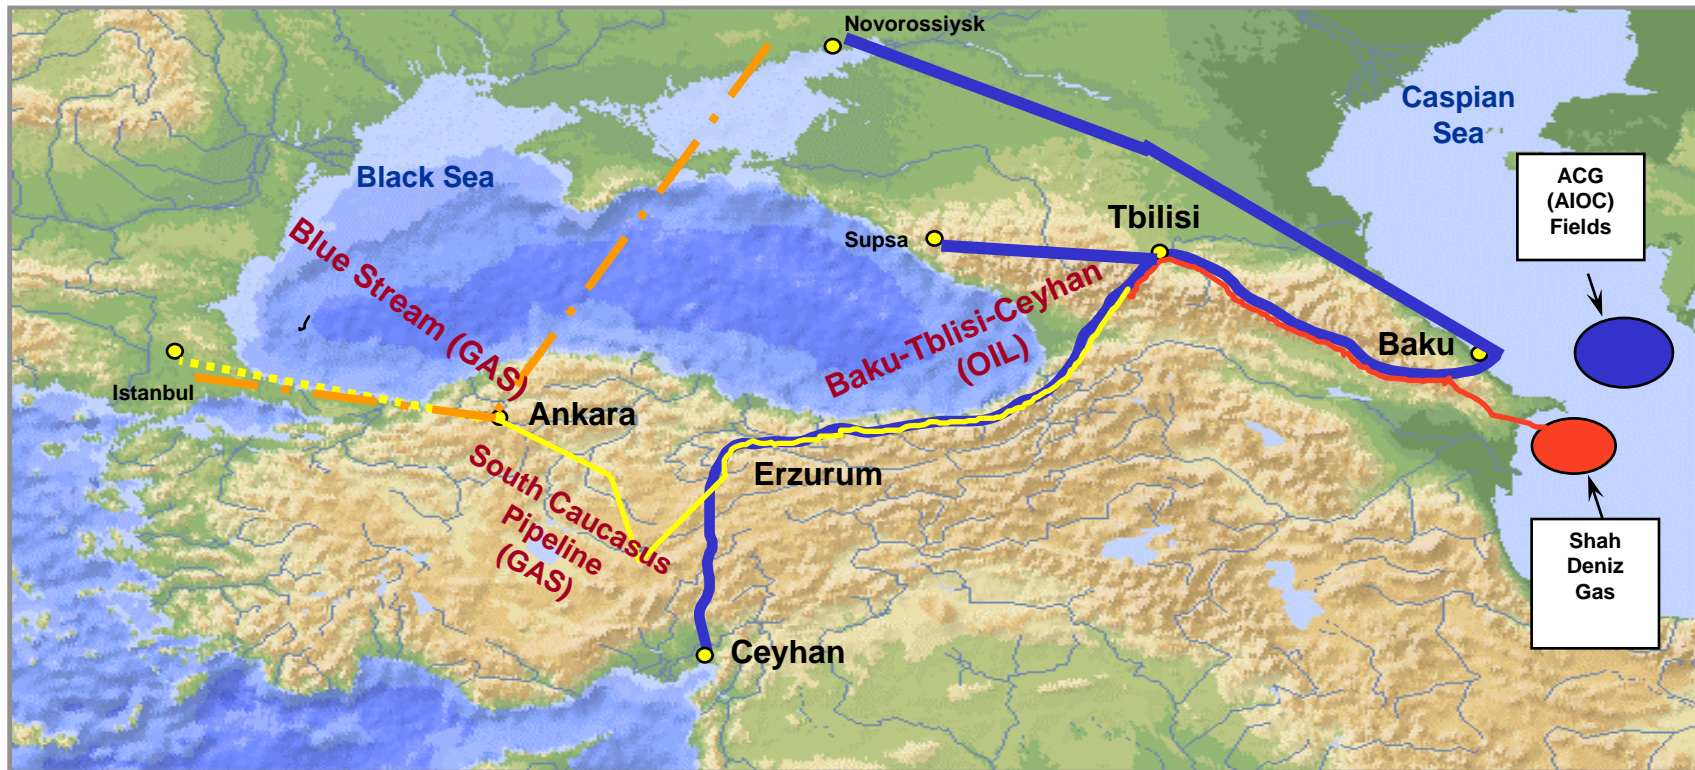 Novorossiysk
Caspian
Sea
Black Sea
ACG
(AIOC)
Fields
Tbilisi
Supsa
Blue Stream (GAS)
Baku-Tblisi-Ceyhan
(OIL)
Baku
Istanbul
Ankara
South Caucasus
Pipeline
(GAS)
Erzurum
Shah
Deniz
Gas
Ceyhan